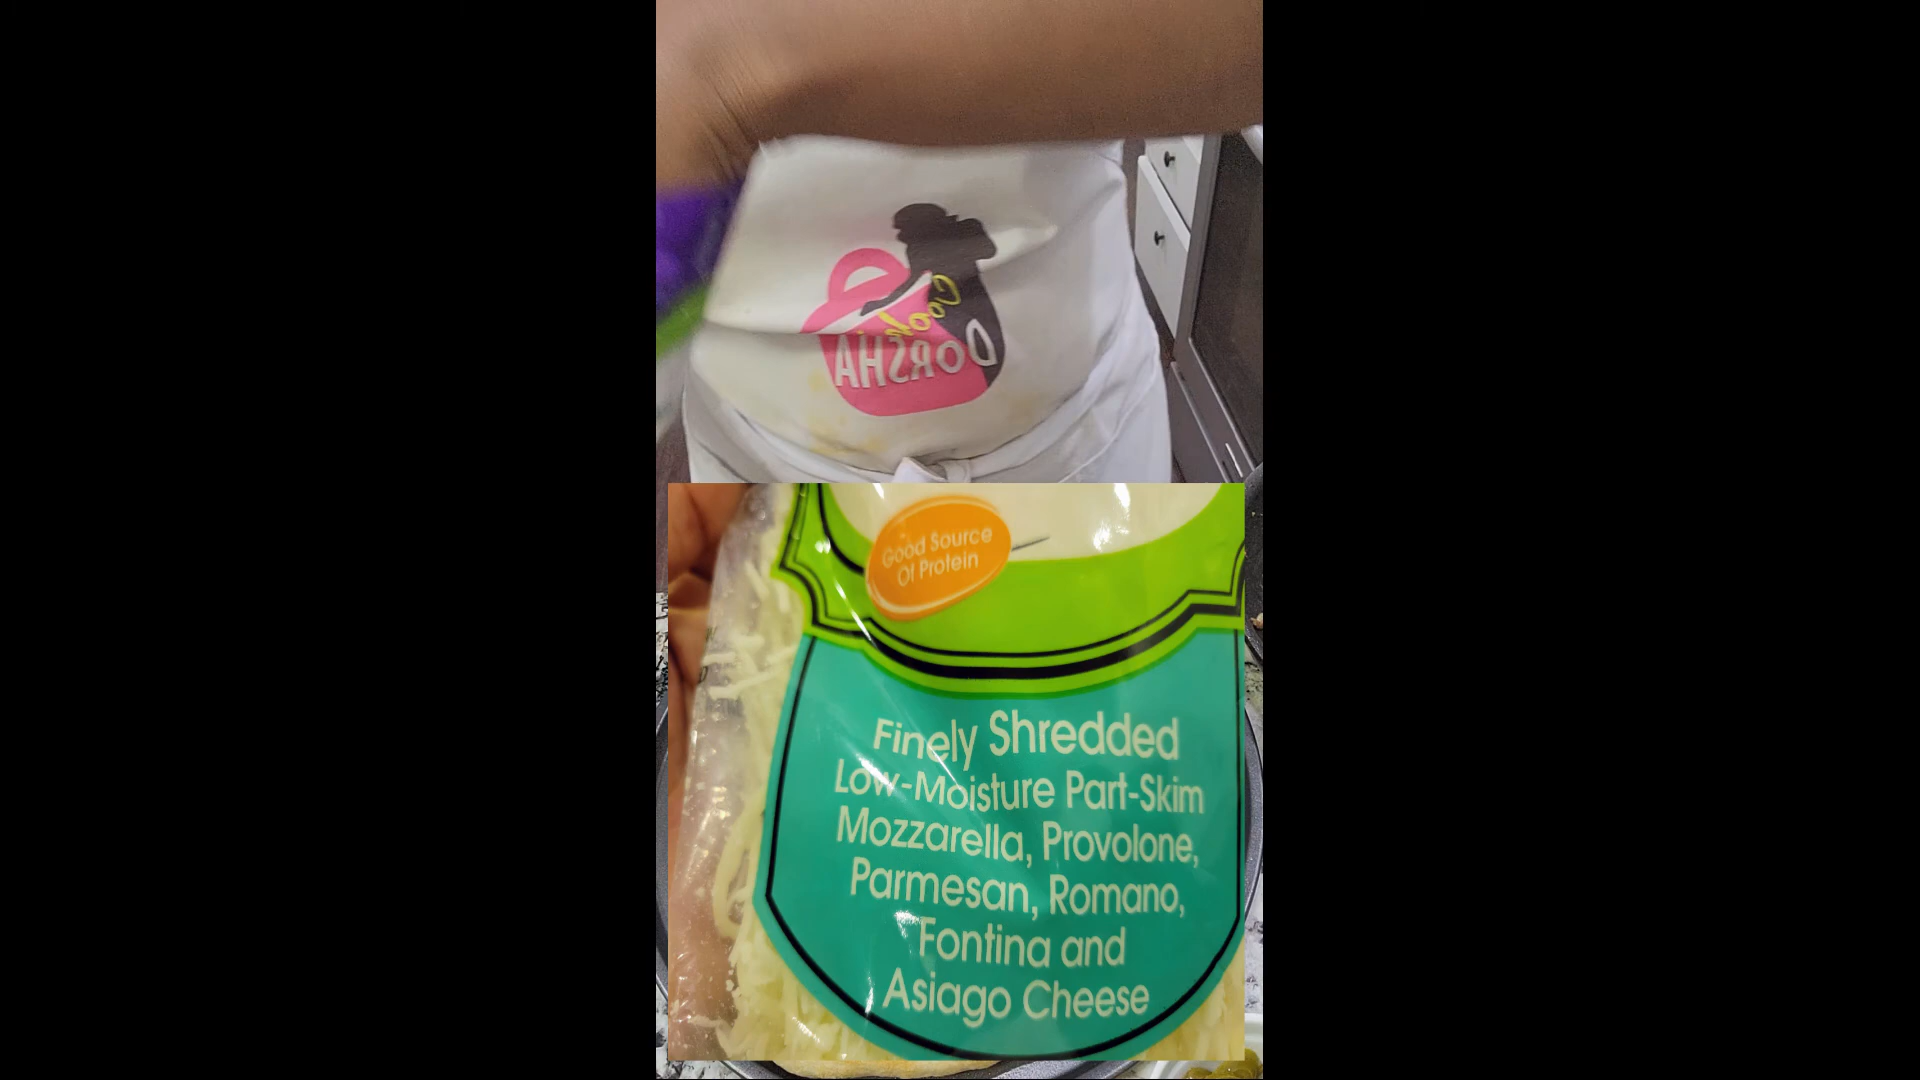 Cook
DORSHA
Good Source
Of Protein
Finely Shredded
Low-Moisture Part-Skim
Mozzarella, Provolone,
Parmesan, Romano,
Fontina and
Asiago Cheese